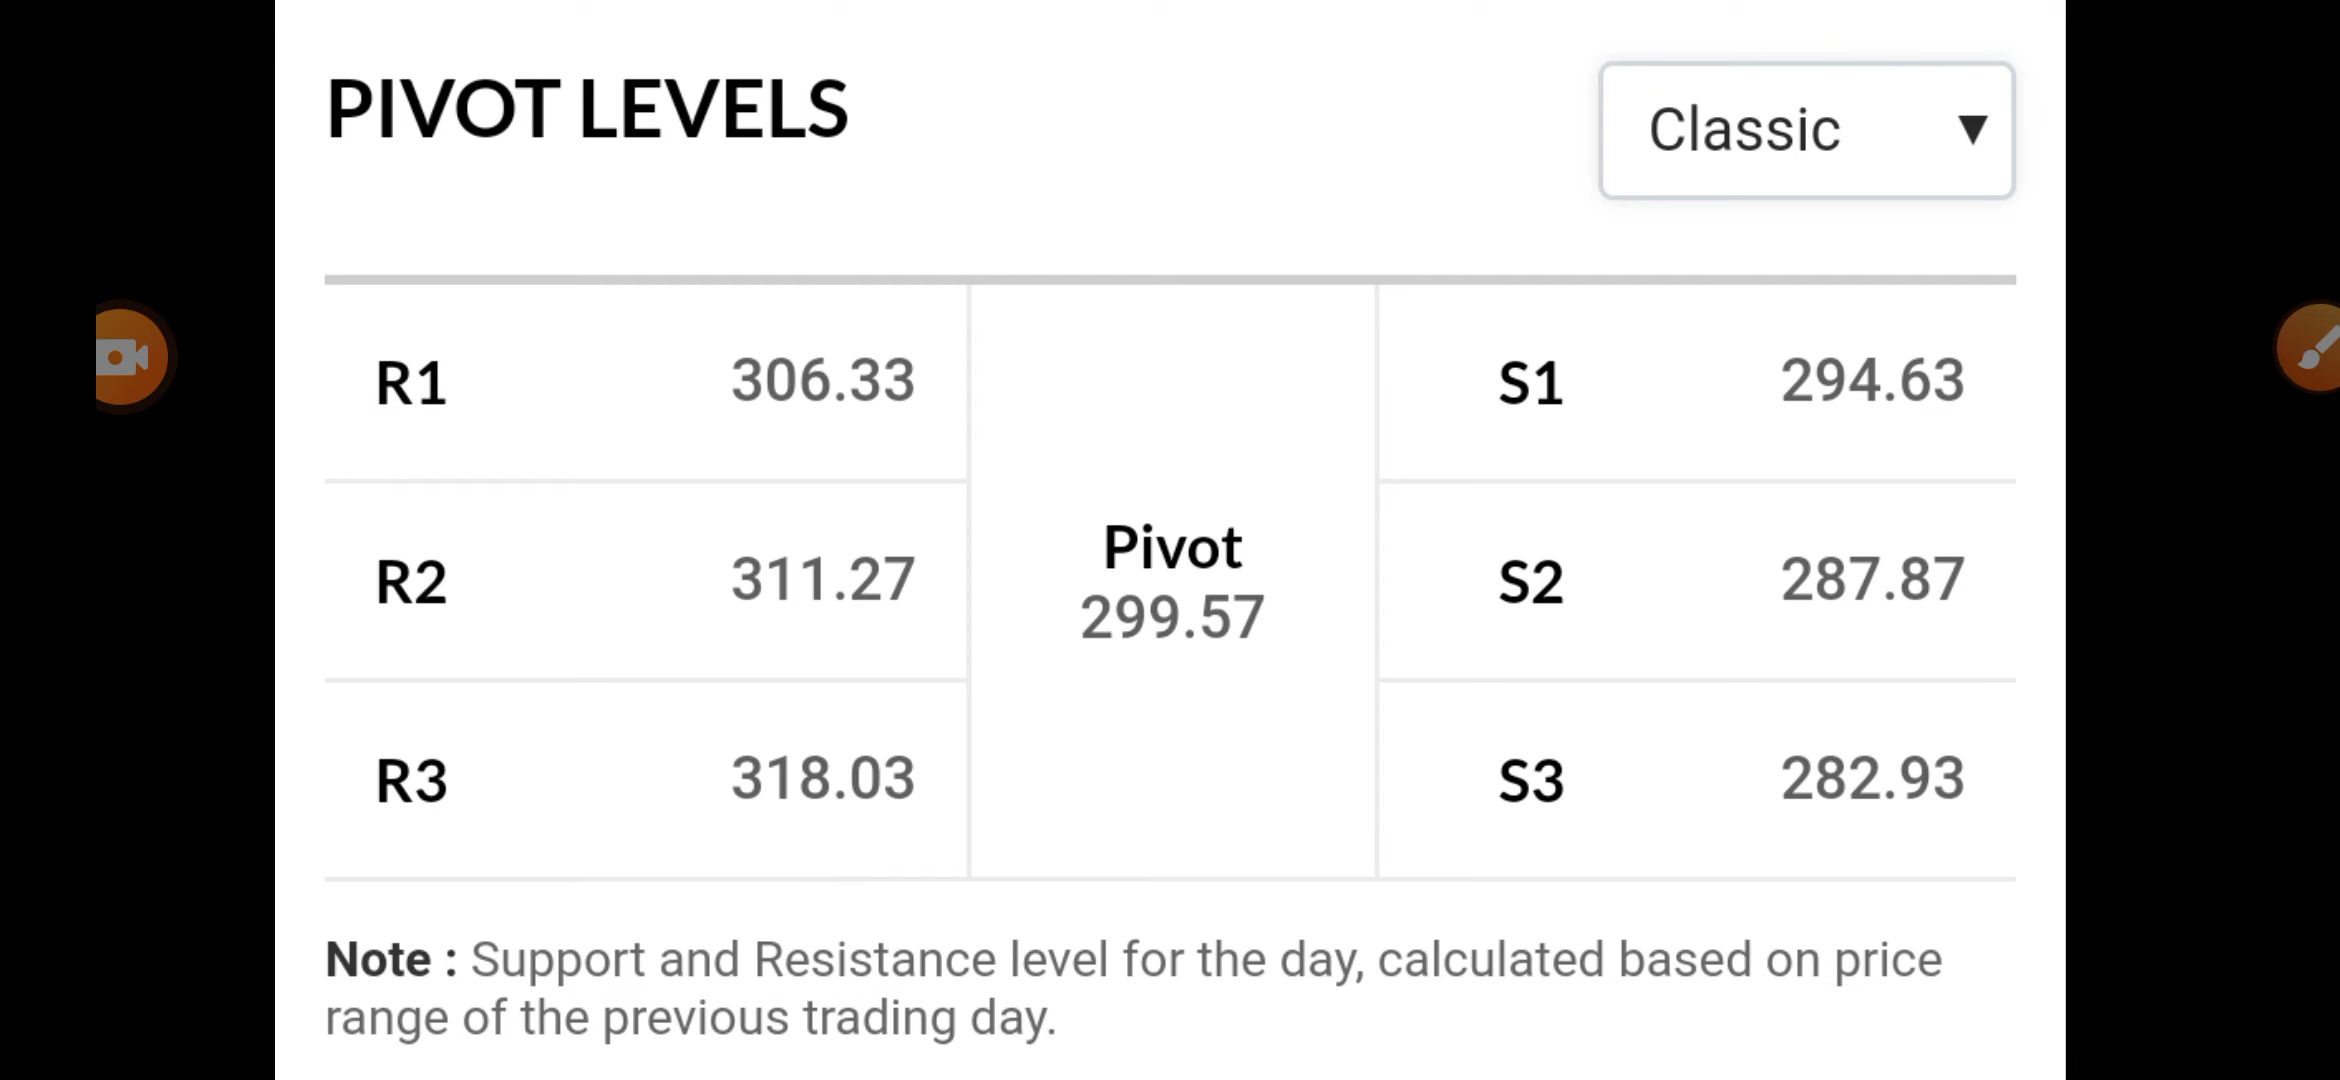 PIVOT LEVELS
Classic ▼
R1 306.33 S1 294.63
R2 311.27 S2 287.87
Pivot
299.57
R3 318.03 S3 282.93
Note : Support and Resistance level for the day, calculated based on price
range of the previous trading day.